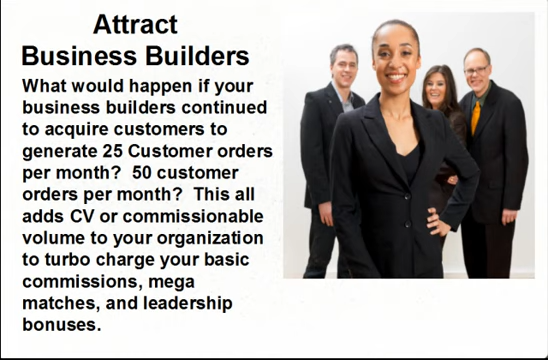 Attract
Business Builders
What would happen if your
business builders continued
to acquire customers to
generate 25 Customer orders
per month?  50 customer
orders per month?  This all
adds CV or commissionable
volume to your organization
to turbo charge your basic
commissions, mega
matches, and leadership
bonuses.